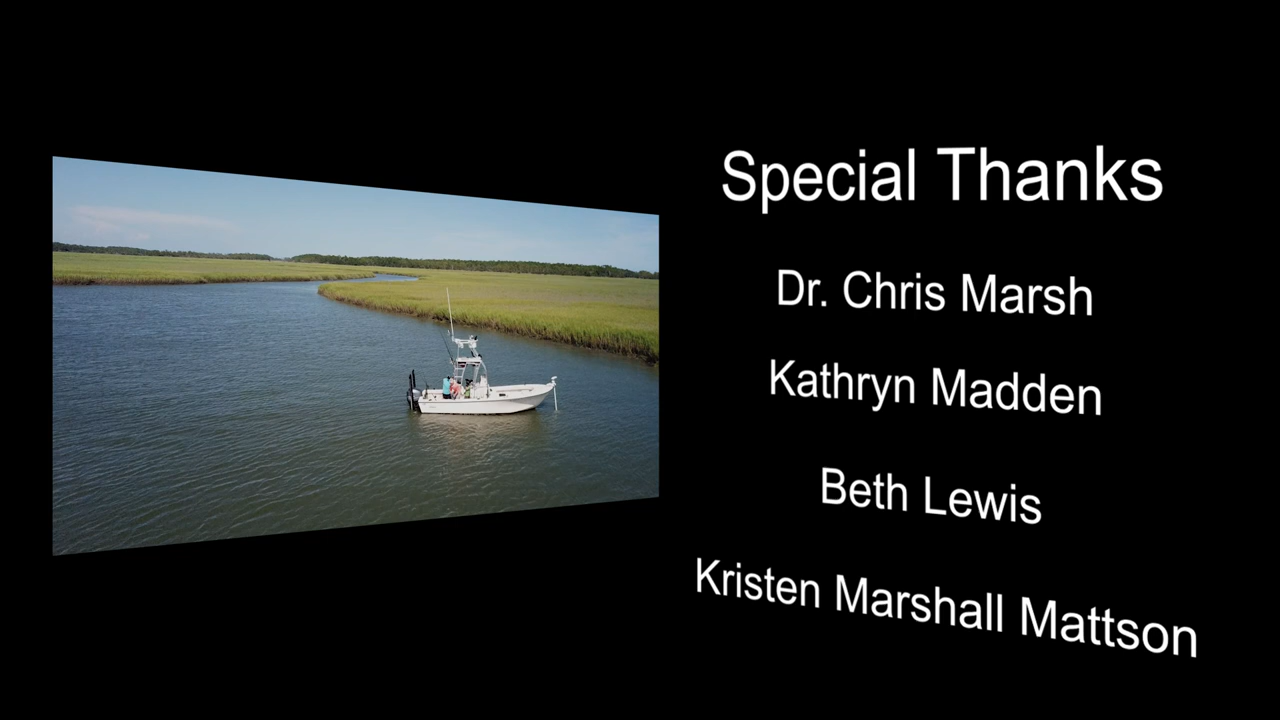 Special Thanks
Dr. Chris Marsh
Kathryn Madden
Beth Lewis
Kristen Marshall Mattson